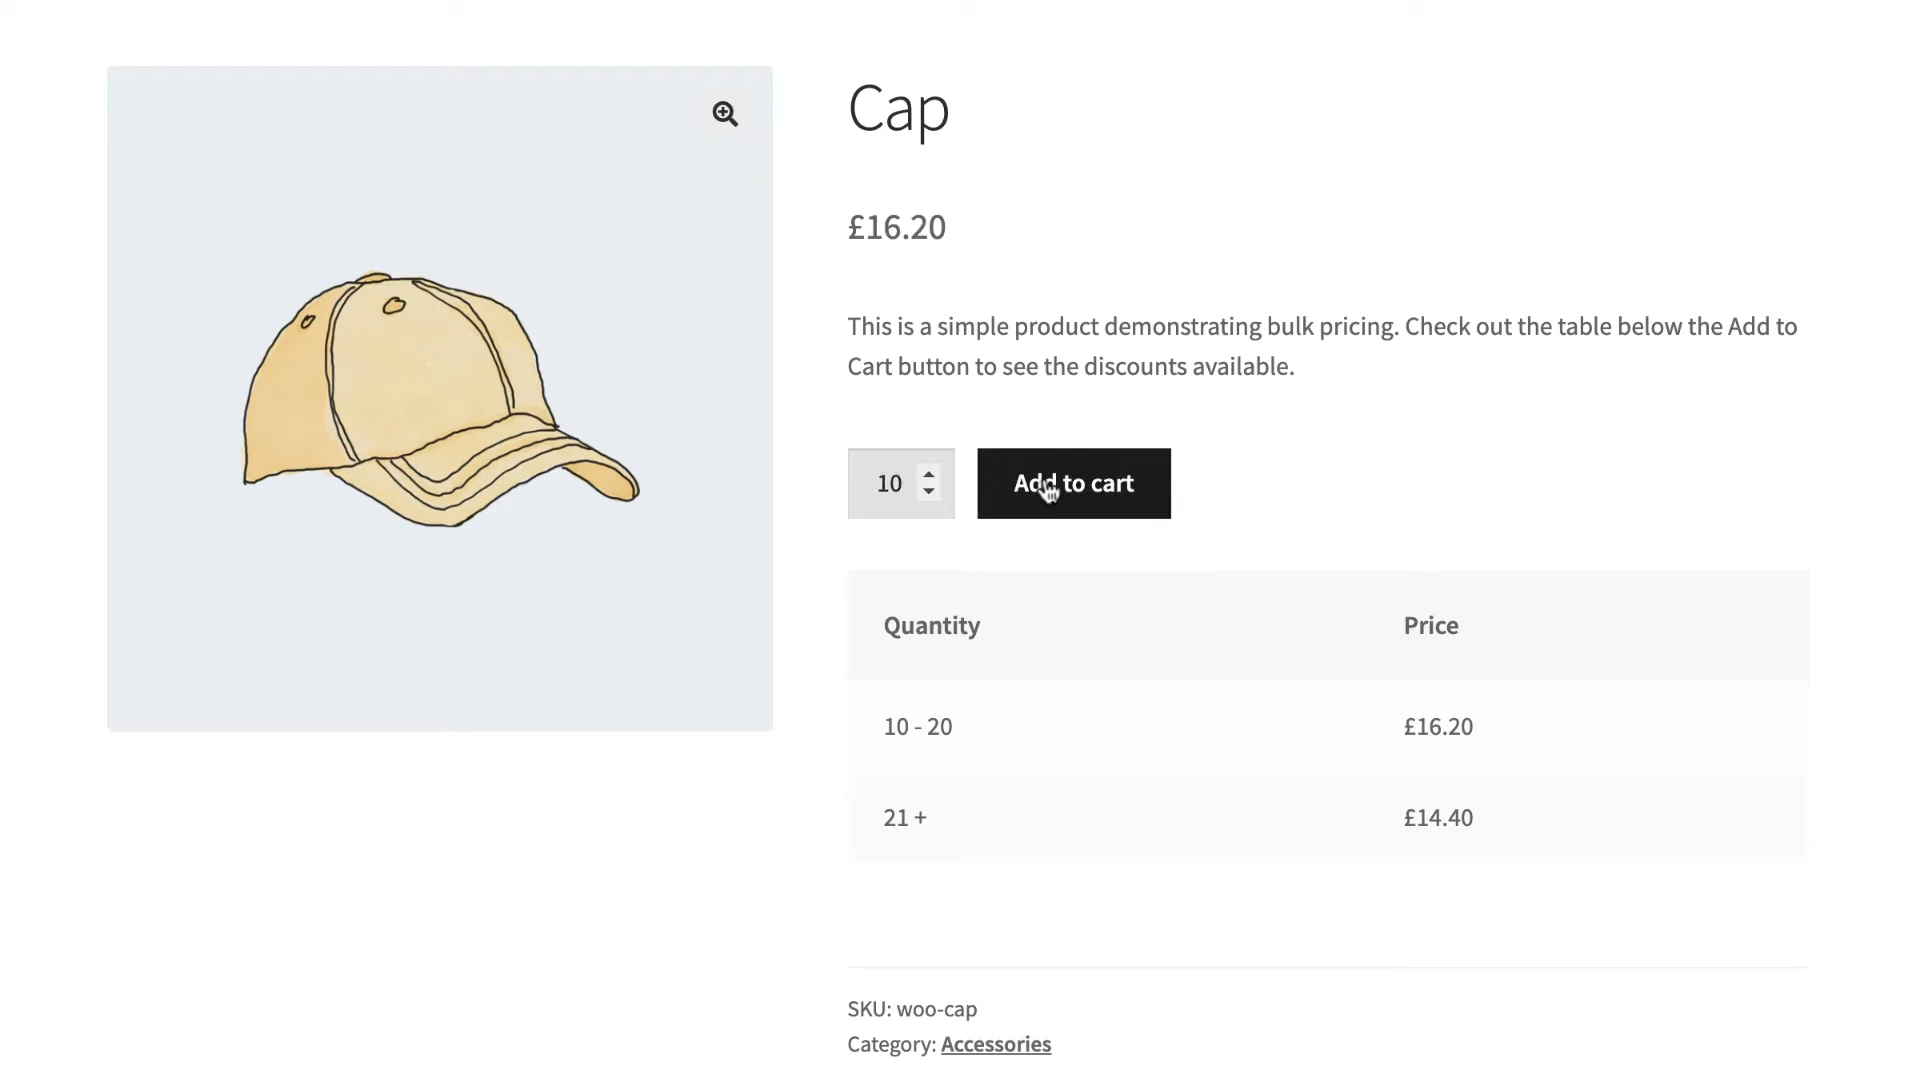 Cap
£16.20
This is a simple product demonstrating bulk pricing. Check out the table below the Add to
Cart button to see the discounts available.
10
Add to cart
Quantity Price
10 - 20 £16.20
21 + £14.40
SKU: woo-cap
Category: Accessories